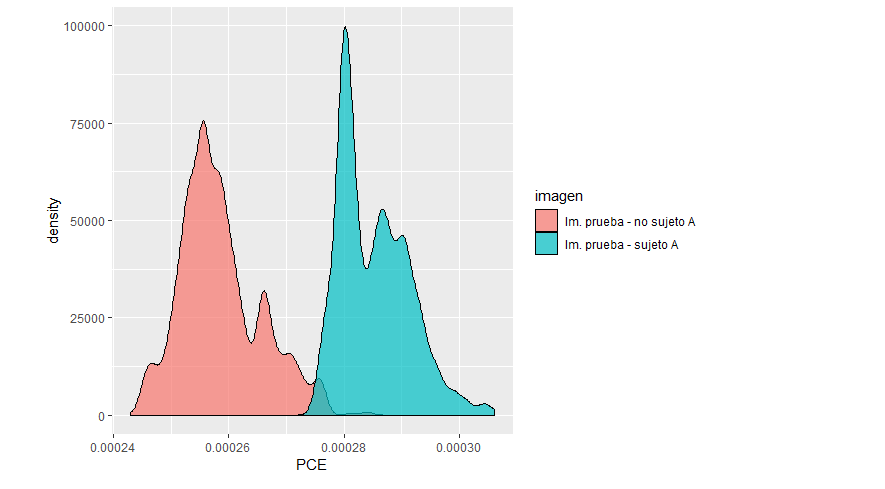 100000
75000
50000
25000
0
density
0.00024
0.00026
0.00028
0.00030
PCE
imagen
Im. prueba - no sujeto A
Im. prueba - sujeto A